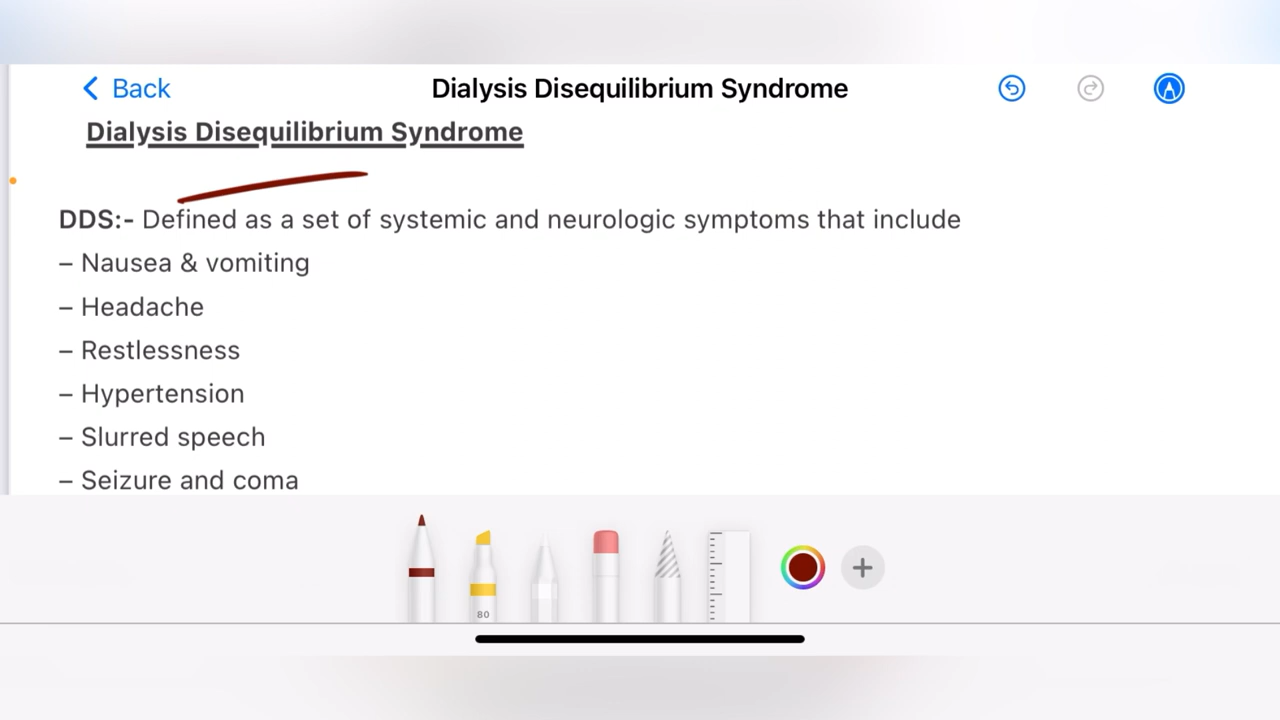 Back
Dialysis Disequilibrium Syndrome
Dialysis Disequilibrium Syndrome
DDS:- Defined as a set of systemic and neurologic symptoms that include
– Nausea & vomiting
– Headache
– Restlessness
– Hypertension
– Slurred speech
– Seizure and coma
80